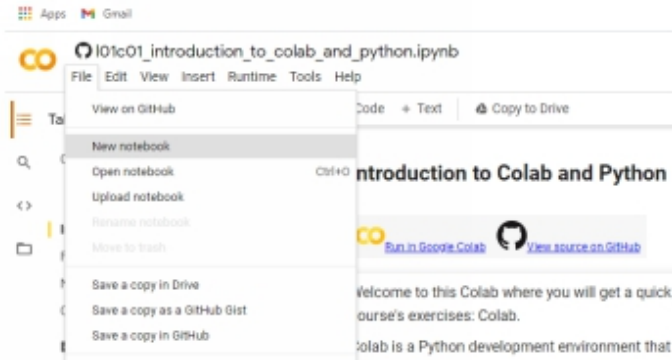 Apps Gmail
l01c01_introduction_to_colab_and_python.ipynb
File Edit View Insert Runtime Tools Help
View on GitHub
Code + Text Copy to Drive
New notebook
Open notebook Ctrl+O
Upload notebook
Rename notebook
Move to trash
Save a copy in Drive
Save a copy as a GitHub Gist
Save a copy in GitHub
Ta
ntroduction to Colab and Python
Run in Google Colab View source on GitHub
Welcome to this Colab where you will get a quick
ourse's exercises: Colab.
Colab is a Python development environment that